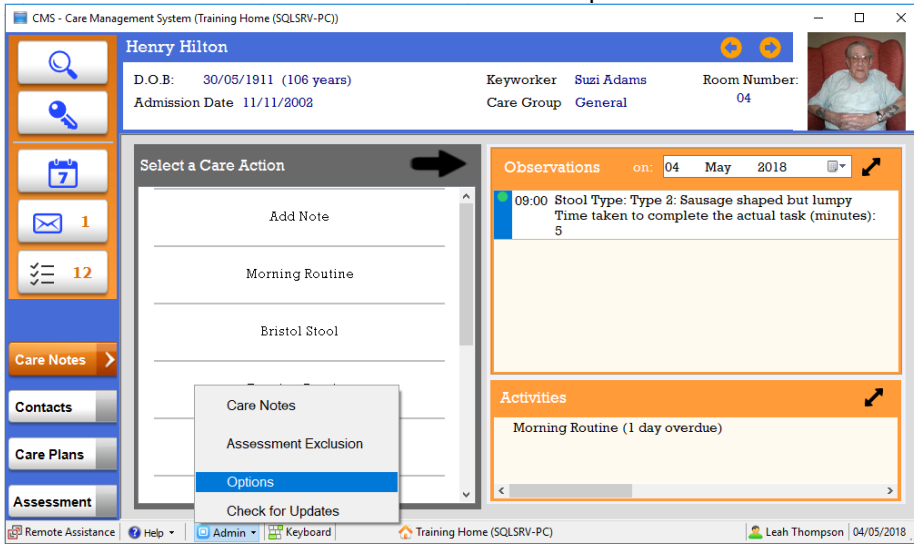 CMS - Care Management System (Training Home (SQLSRV-PC))
Henry Hilton
D.O.B: 30/05/1911 (106 years)
Keyworker Suzi Adams
Room Number:
Admission Date 11/11/2002
Care Group General
04
7
1
12
Care Notes
Contacts
Care Plans
Assessment
Select a Care Action
Add Note
Morning Routine
Bristol Stool
Care Notes
Assessment Exclusion
Options
Check for Updates
Observations on: 04 May 2018
09:00 Stool Type: Type 2: Sausage shaped but lumpy
Time taken to complete the actual task (minutes):
5
Activities
Morning Routine (1 day overdue)
Remote Assistance Help Admin Keyboard Training Home (SQLSRV-PC) Leah Thompson 04/05/2018